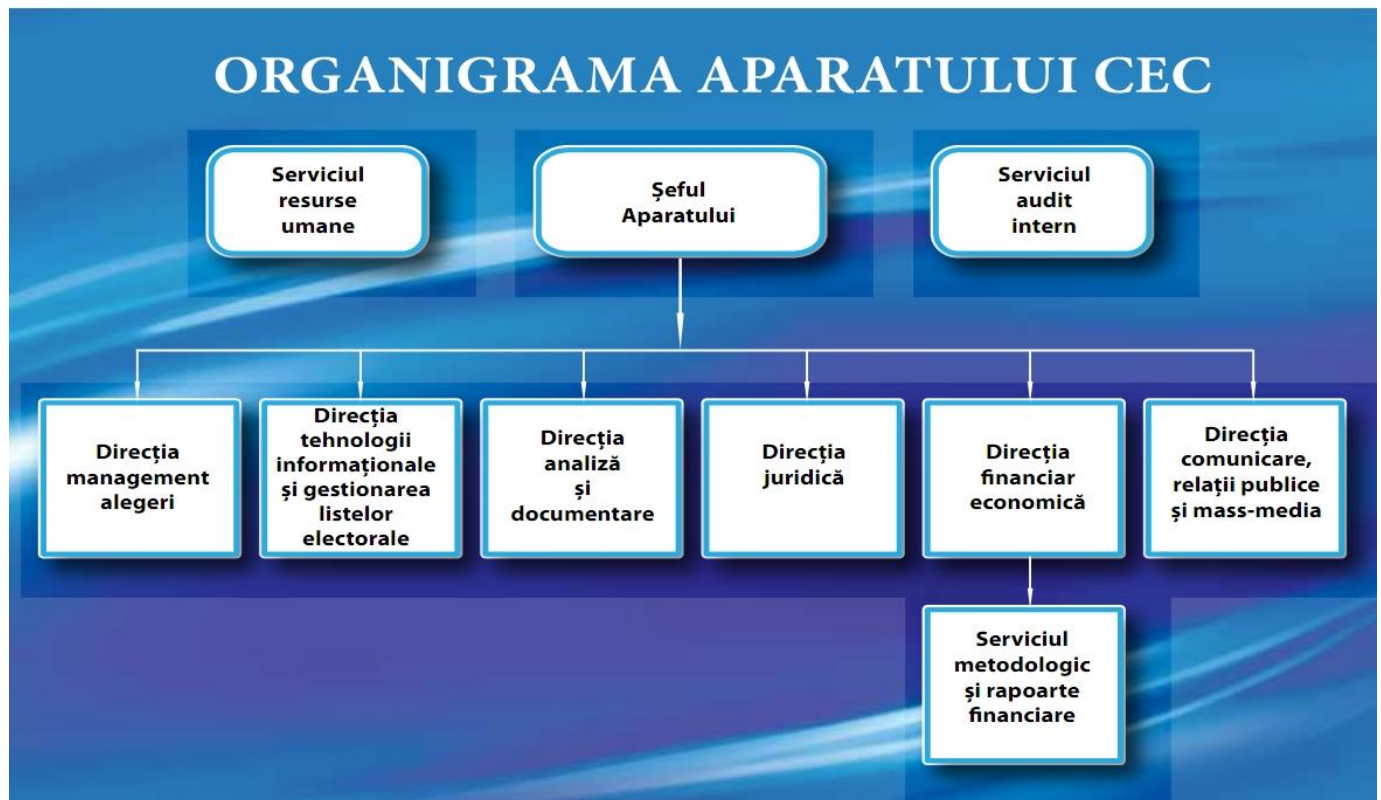 ORGANIGRAMA APARATULUI CEC
Serviciul
resurse
umane
Șeful
Aparatului
Serviciul
audit
intern
Direcția
management
alegeri
Direcția
tehnologii
informaționale
și gestionarea
listelor
electorale
Direcția
analiză
și
documentare
Direcția
juridică
Direcția
financiar
economică
Direcția
comunicare,
relații publice
și mass-media
Serviciul
metodologic
și rapoarte
financiare